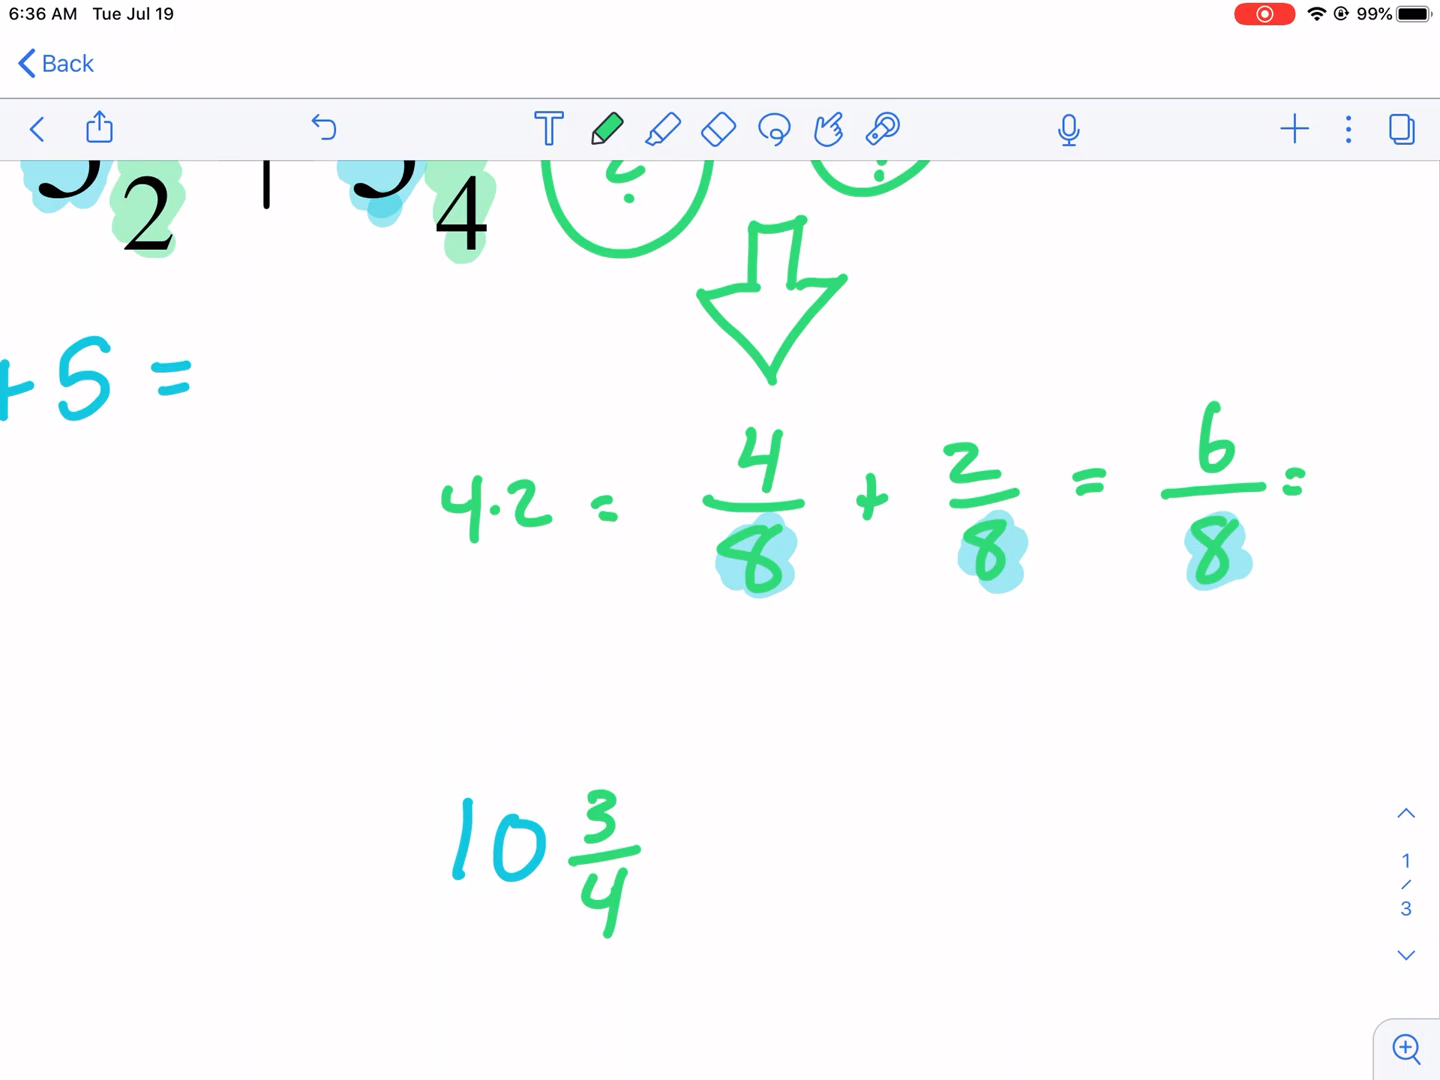 6:36 AM Tue Jul 19 99%
Back
T
2 4
+ 5 =
4·2 = 4/8 + 2/8 = 6/8 =
10 3/4
1
/
3